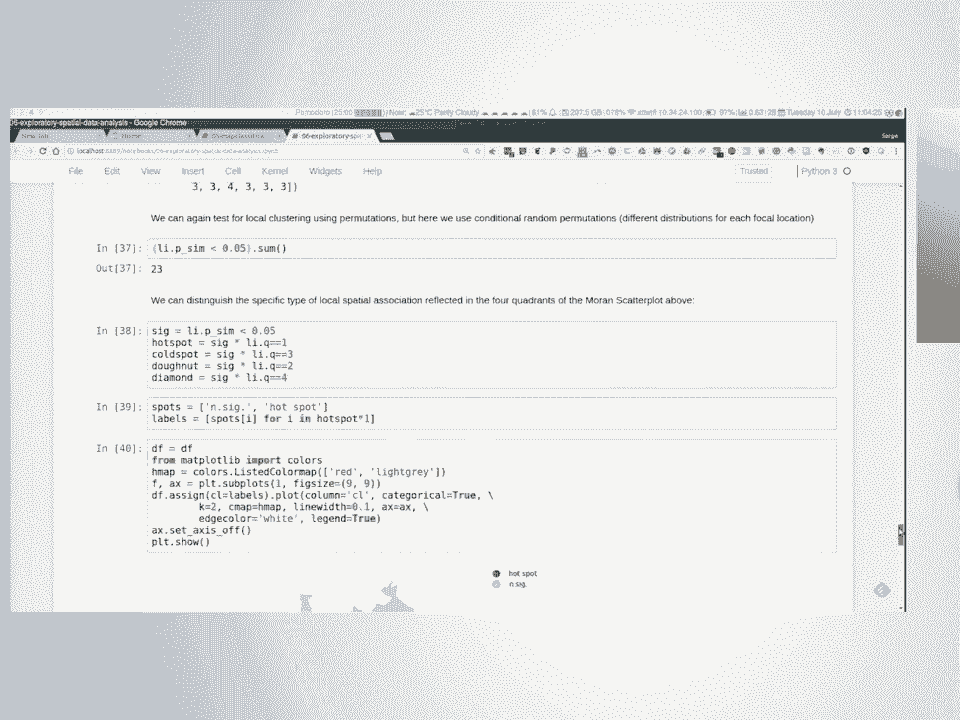 06-exploratory-spatial-data-analysis - Google Chrome
File Edit View Insert Cell Kernel Widgets Help Trusted Python 3
3, 3, 4, 3, 3, 3])
We can again test for local clustering using permutations, but here we use conditional random permutations (different distributions for each focal location)
In [37]: (li.p_sim < 0.05).sum()
Out[37]: 23
We can distinguish the specific type of local spatial association reflected in the four quadrants of the Moran Scatterplot above:
In [38]: sig = li.p_sim < 0.05
hotspot = sig * li.q==1
coldspot = sig * li.q==3
doughnut = sig * li.q==2
diamond = sig * li.q==4
In [39]: spots = ['n.sig.', 'hot spot']
labels = [spots[i] for i in hotspot*1]
In [40]: df = df
from matplotlib import colors
hmap = colors.ListedColormap(['red', 'lightgrey'])
f, ax = plt.subplots(1, figsize=(9, 9))
df.assign(cl=labels).plot(column='cl', categorical=True, \
k=2, cmap=hmap, linewidth=0.1, ax=ax, \
edgecolor='white', legend=True)
ax.set_axis_off()
plt.show()
hot spot
n.sig.